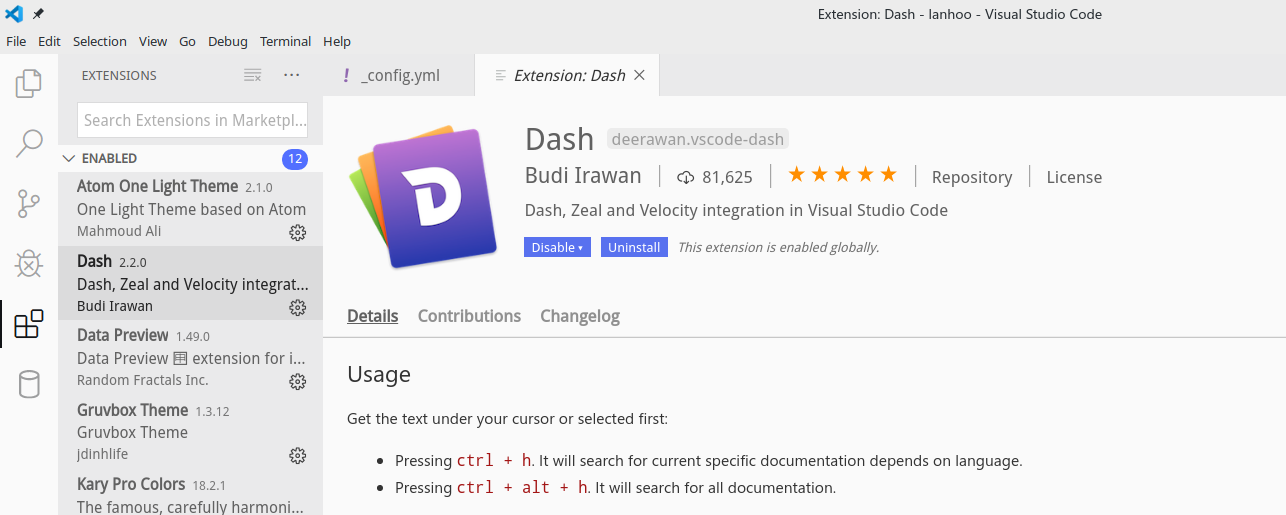 Extension: Dash - Ianhoo - Visual Studio Code
File Edit Selection View Go Debug Terminal Help
EXTENSIONS
Search Extensions in Marketpl...
ENABLED 12
Atom One Light Theme 2.1.0
One Light Theme based on Atom
Mahmoud Ali
Dash 2.2.0
Dash, Zeal and Velocity integrat...
Budi Irawan
Data Preview 1.49.0
Data Preview extension for i...
Random Fractals Inc.
Gruvbox Theme 1.3.12
Gruvbox Theme
jdinhlife
Kary Pro Colors 18.2.1
The famous, carefully harmoni...
! _config.yml
Extension: Dash
D
Dash deerawan.vscode-dash
Budi Irawan 81,625 Repository License
Dash, Zeal and Velocity integration in Visual Studio Code
Disable Uninstall This extension is enabled globally.
Details Contributions Changelog
Usage
Get the text under your cursor or selected first:
Pressing ctrl + h. It will search for current specific documentation depends on language.
Pressing ctrl + alt + h. It will search for all documentation.